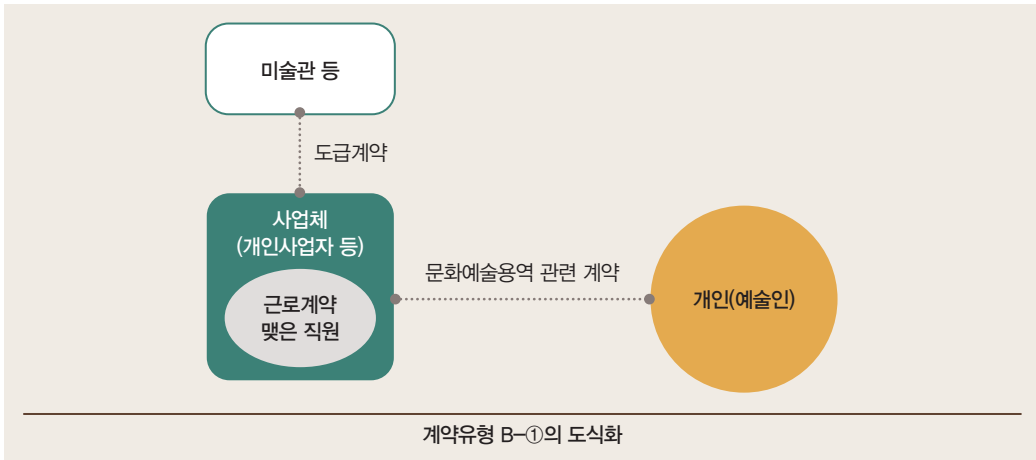 미술관 등
도급계약
사업체
(개인사업자 등)
근로계약
맺은 직원
문화예술용역 관련 계약
개인(예술인)
계약유형 B-①의 도식화